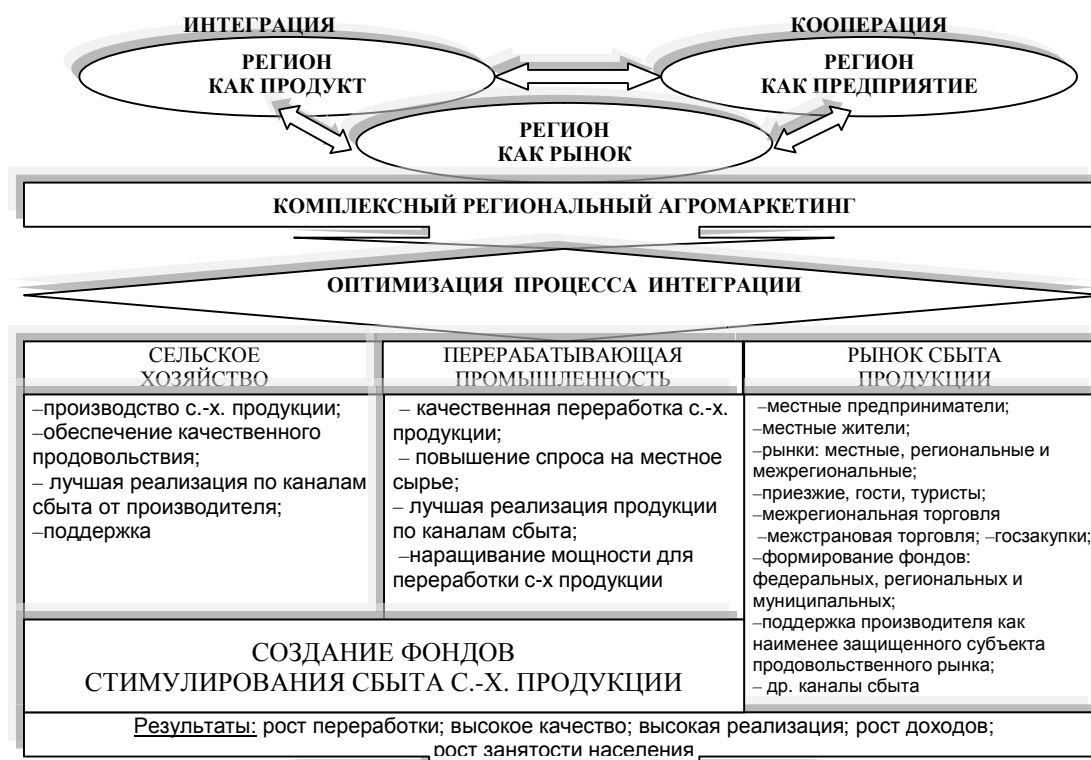 ИНТЕГРАЦИЯ
КООПЕРАЦИЯ
РЕГИОН
КАК ПРОДУКТ
РЕГИОН
КАК ПРЕДПРИЯТИЕ
РЕГИОН
КАК РЫНОК
КОМПЛЕКСНЫЙ РЕГИОНАЛЬНЫЙ АГРОМАРКЕТИНГ
ОПТИМИЗАЦИЯ ПРОЦЕССА ИНТЕГРАЦИИ
СЕЛЬСКОЕ
ХОЗЯЙСТВО
–производство с.-х. продукции;
–обеспечение качественного
продовольствия;
– лучшая реализация по каналам
сбыта от производителя;
–поддержка
ПЕРЕРАБАТЫВАЮЩАЯ
ПРОМЫШЛЕННОСТЬ
– качественная переработка с.-х.
продукции;
– повышение спроса на местное
сырье;
– лучшая реализация продукции
по каналам сбыта;
–наращивание мощности для
переработки с-х продукции
РЫНОК СБЫТА
ПРОДУКЦИИ
–местные предприниматели;
–местные жители;
–рынки: местные, региональные и
межрегиональные;
–приезжие, гости, туристы;
–межрегиональная торговля
–межстрановая торговля; –госзакупки;
–формирование фондов:
федеральных, региональных и
муниципальных;
–поддержка производителя как
наименее защищенного субъекта
продовольственного рынка;
– др. каналы сбыта
СОЗДАНИЕ ФОНДОВ
СТИМУЛИРОВАНИЯ СБЫТА С.-Х. ПРОДУКЦИИ
Результаты: рост переработки; высокое качество; высокая реализация; рост доходов;
рост занятости населения